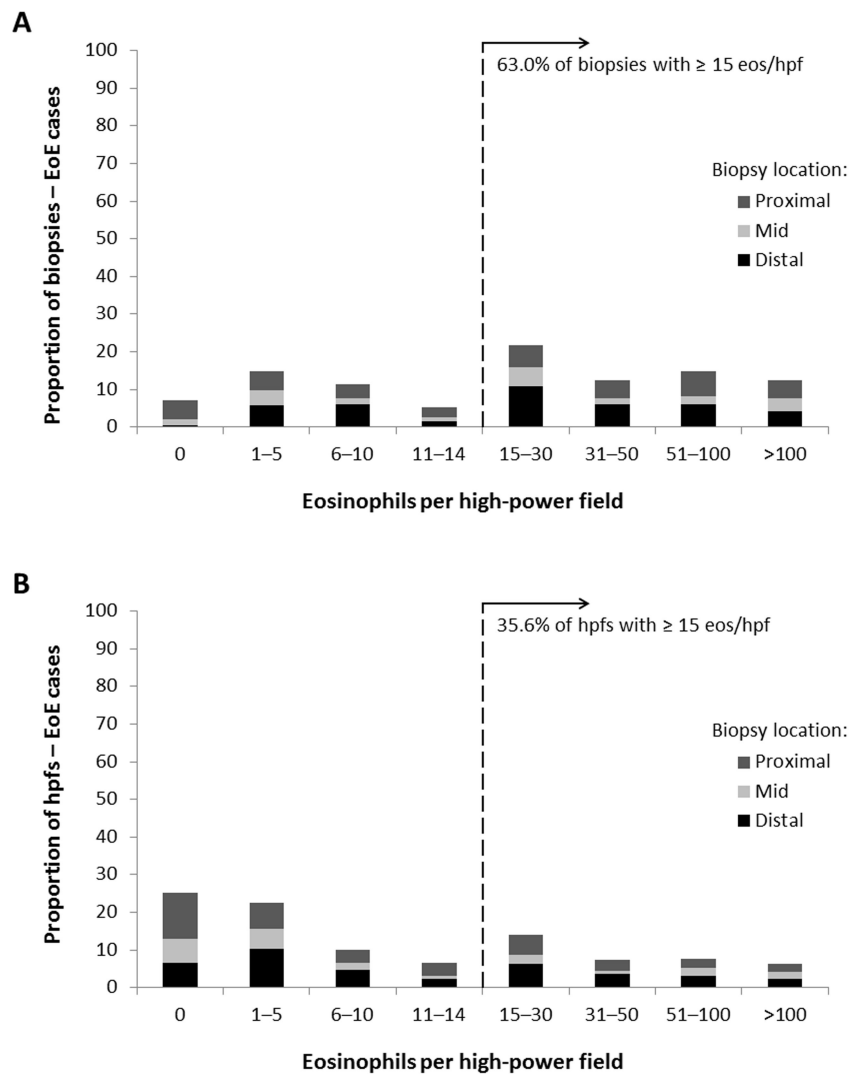 A
100
90
80
70
60
50
40
30
20
10
0
Proportion of biopsies – EoE cases
63.0% of biopsies with ≥ 15 eos/hpf
Biopsy location:
Proximal
Mid
Distal
0 1–5 6–10 11–14 15–30 31–50 51–100 >100
Eosinophils per high-power field
B
100
90
80
70
60
50
40
30
20
10
0
Proportion of hpfs – EoE cases
35.6% of hpfs with ≥ 15 eos/hpf
Biopsy location:
Proximal
Mid
Distal
0 1–5 6–10 11–14 15–30 31–50 51–100 >100
Eosinophils per high-power field